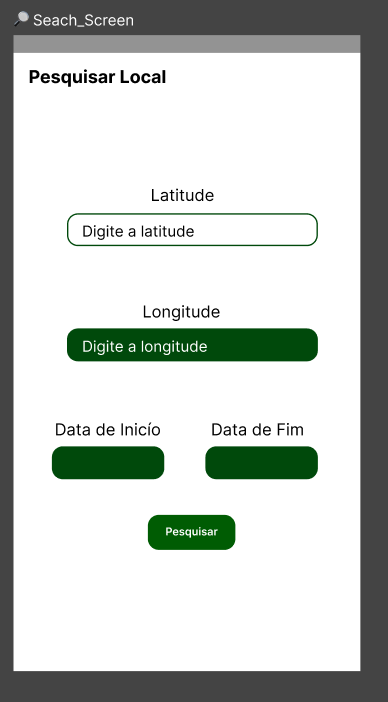 Seach_Screen
Pesquisar Local
Latitude
Digite a latitude
Longitude
Digite a longitude
Data de Inicío
Data de Fim
Pesquisar